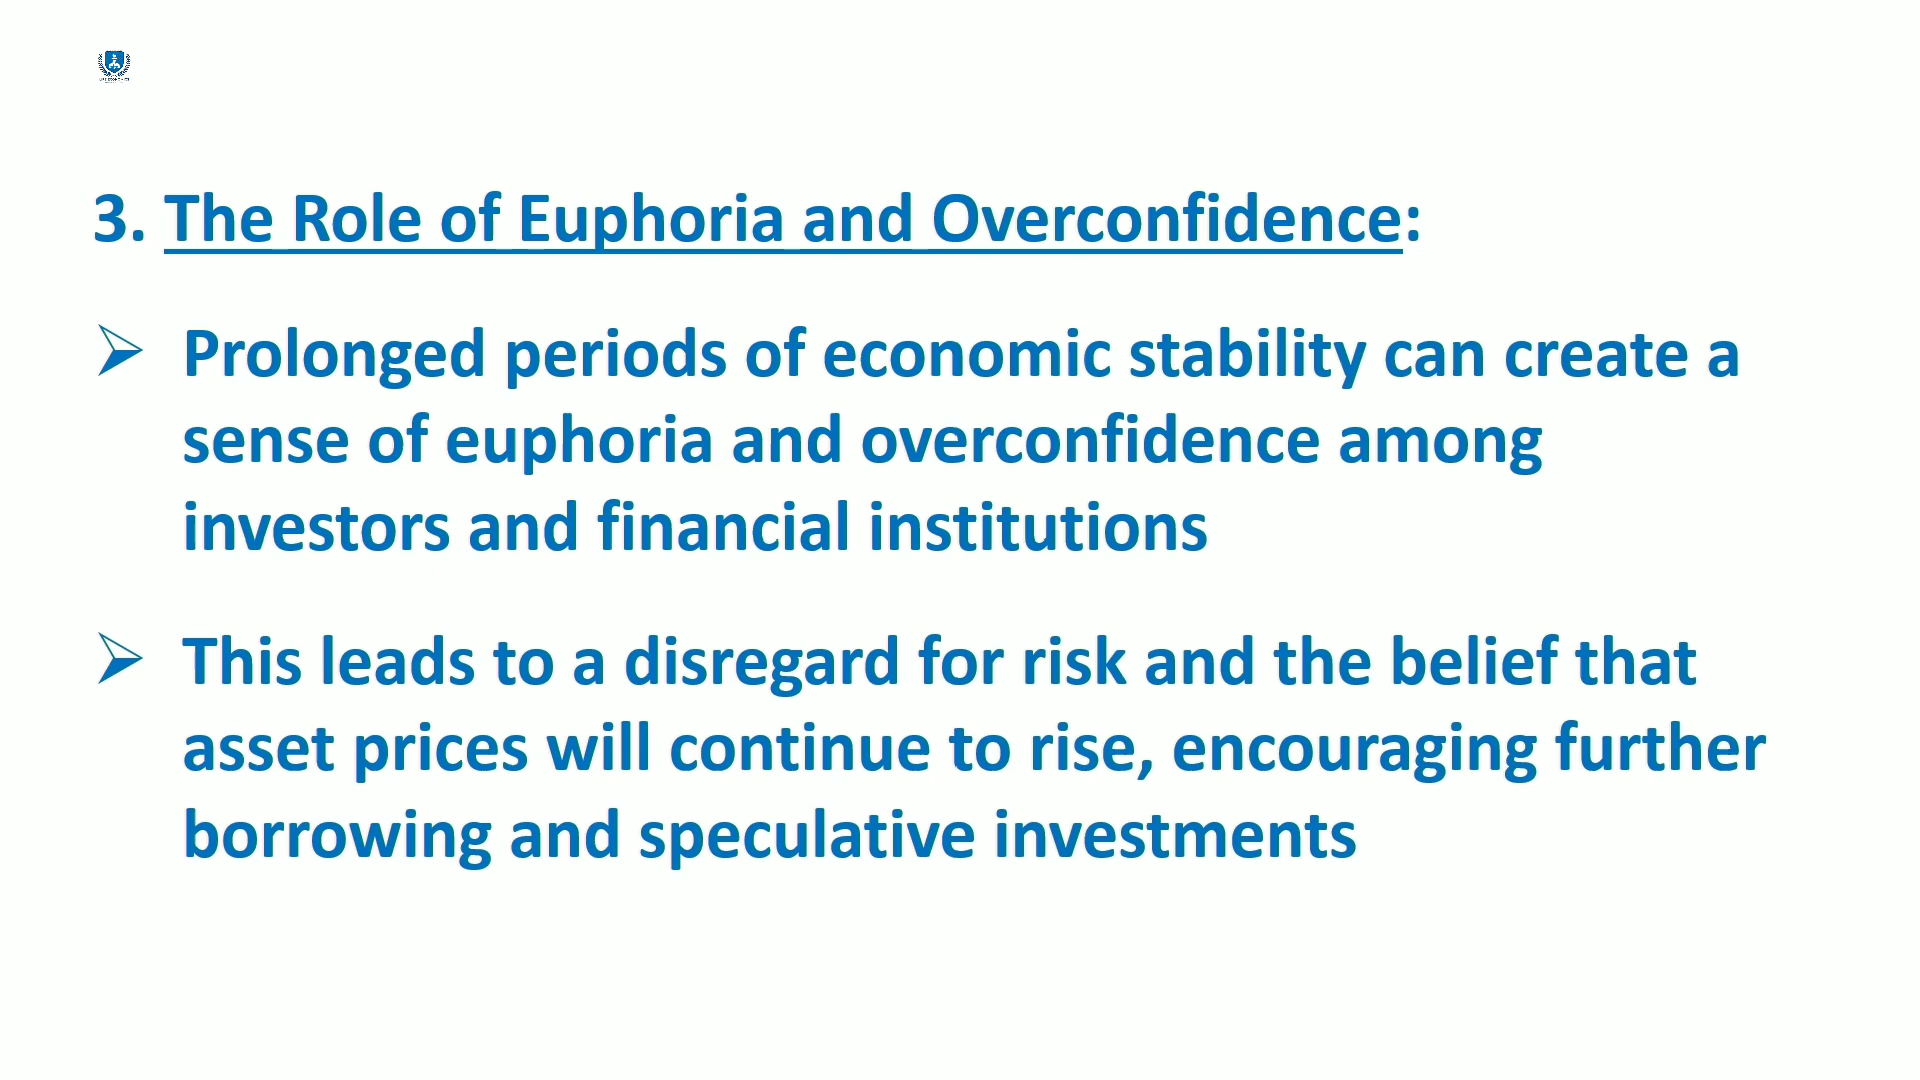 3. The Role of Euphoria and Overconfidence:
Prolonged periods of economic stability can create a
sense of euphoria and overconfidence among
investors and financial institutions
This leads to a disregard for risk and the belief that
asset prices will continue to rise, encouraging further
borrowing and speculative investments